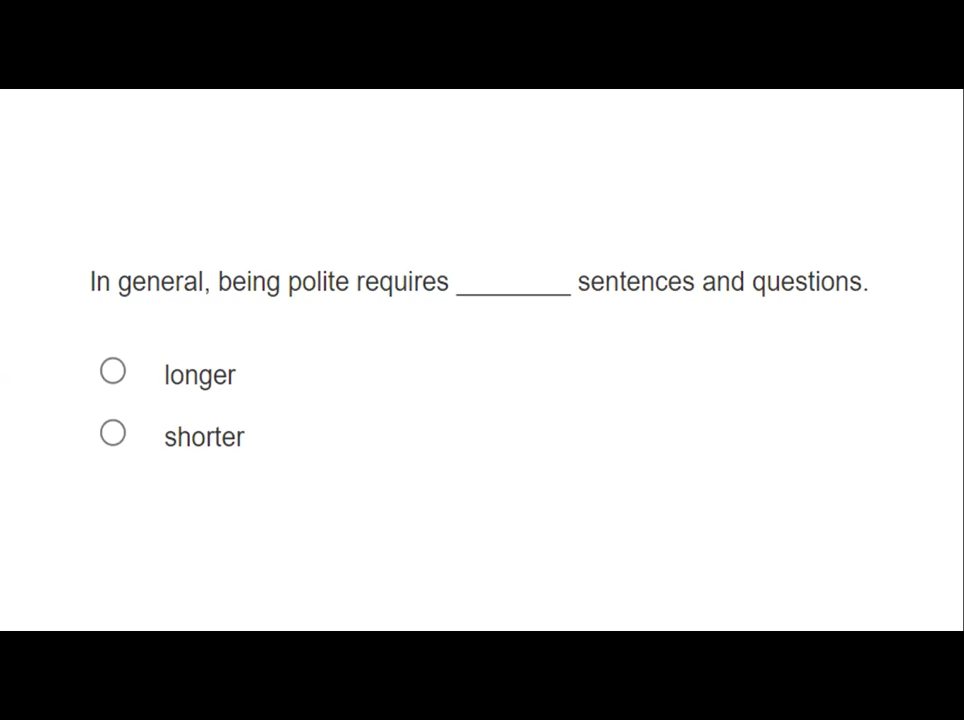 In general, being polite requires ________ sentences and questions.
longer
shorter